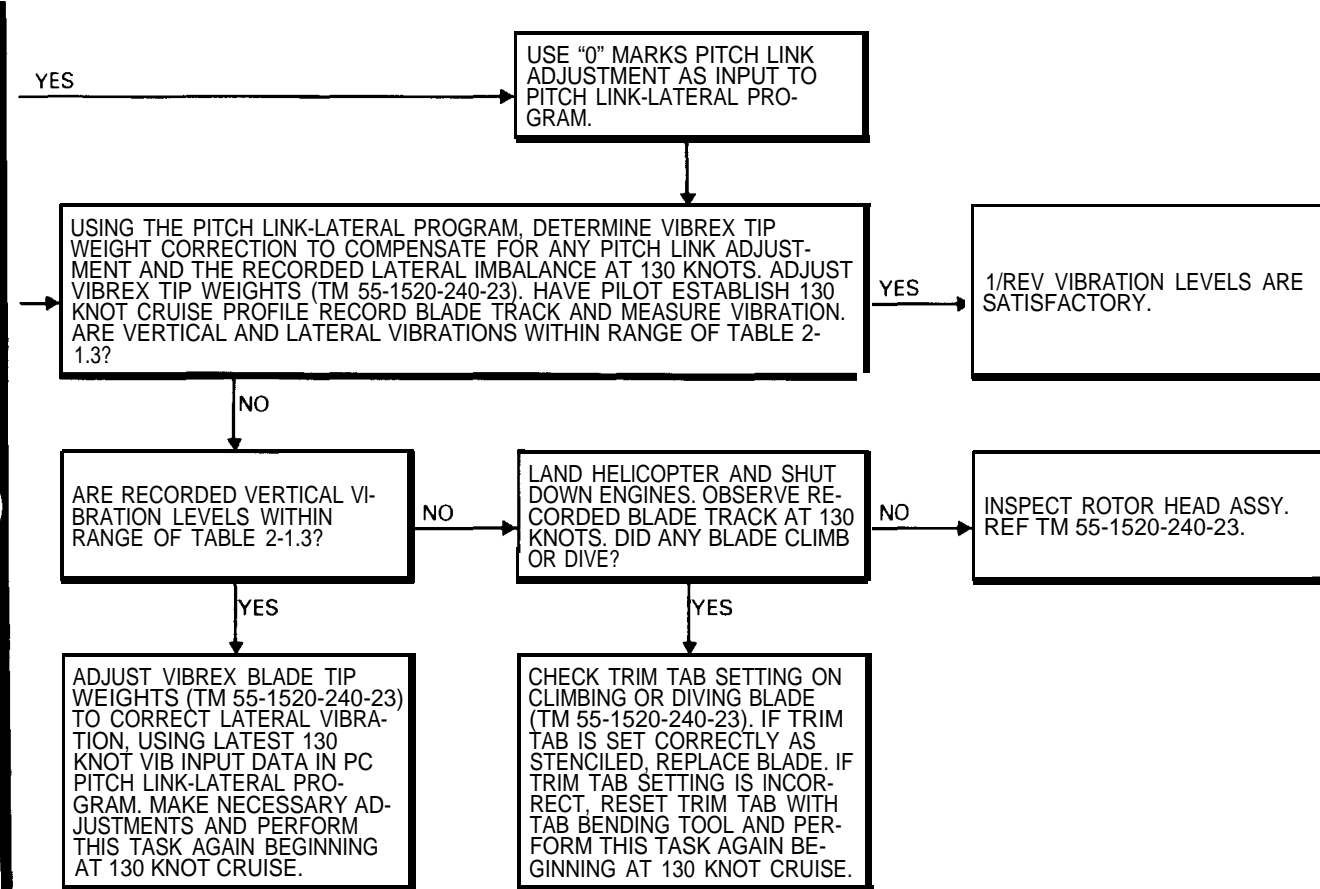 YES
USE “0” MARKS PITCH LINK
ADJUSTMENT AS INPUT TO
PITCH LINK-LATERAL PRO-
GRAM.
USING THE PITCH LINK-LATERAL PROGRAM, DETERMINE VIBREX TIP
WEIGHT CORRECTION TO COMPENSATE FOR ANY PITCH LINK ADJUST-
MENT AND THE RECORDED LATERAL IMBALANCE AT 130 KNOTS. ADJUST
VIBREX TIP WEIGHTS (TM 55-1520-240-23). HAVE PILOT ESTABLISH 130
KNOT CRUISE PROFILE RECORD BLADE TRACK AND MEASURE VIBRATION.
ARE VERTICAL AND LATERAL VIBRATIONS WITHIN RANGE OF TABLE 2-
1.3?
YES
1/REV VIBRATION LEVELS ARE
SATISFACTORY.
NO
ARE RECORDED VERTICAL VI-
BRATION LEVELS WITHIN
RANGE OF TABLE 2-1.3?
NO
LAND HELICOPTER AND SHUT
DOWN ENGINES. OBSERVE RE-
CORDED BLADE TRACK AT 130
KNOTS. DID ANY BLADE CLIMB
OR DIVE?
NO
INSPECT ROTOR HEAD ASSY.
REF TM 55-1520-240-23.
YES
YES
ADJUST VIBREX BLADE TIP
WEIGHTS (TM 55-1520-240-23)
TO CORRECT LATERAL VIBRA-
TION, USING LATEST 130
KNOT VIB INPUT DATA IN PC
PITCH LINK-LATERAL PRO-
GRAM. MAKE NECESSARY AD-
JUSTMENTS AND PERFORM
THIS TASK AGAIN BEGINNING
AT 130 KNOT CRUISE.
CHECK TRIM TAB SETTING ON
CLIMBING OR DIVING BLADE
(TM 55-1520-240-23). IF TRIM
TAB IS SET CORRECTLY AS
STENCILED, REPLACE BLADE. IF
TRIM TAB SETTING IS INCOR-
RECT, RESET TRIM TAB WITH
TAB BENDING TOOL AND PER-
FORM THIS TASK AGAIN BE-
GINNING AT 130 KNOT CRUISE.